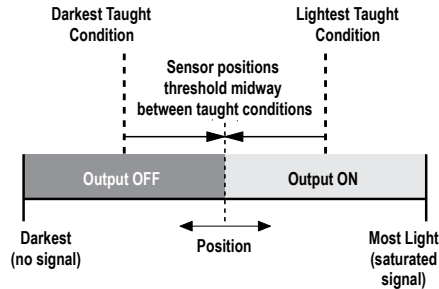 Darkest Taught
Condition
Lightest Taught
Condition
Sensor positions
threshold midway
between taught conditions
Output OFF
Output ON
Darkest
(no signal)
Position
Most Light
(saturated
signal)